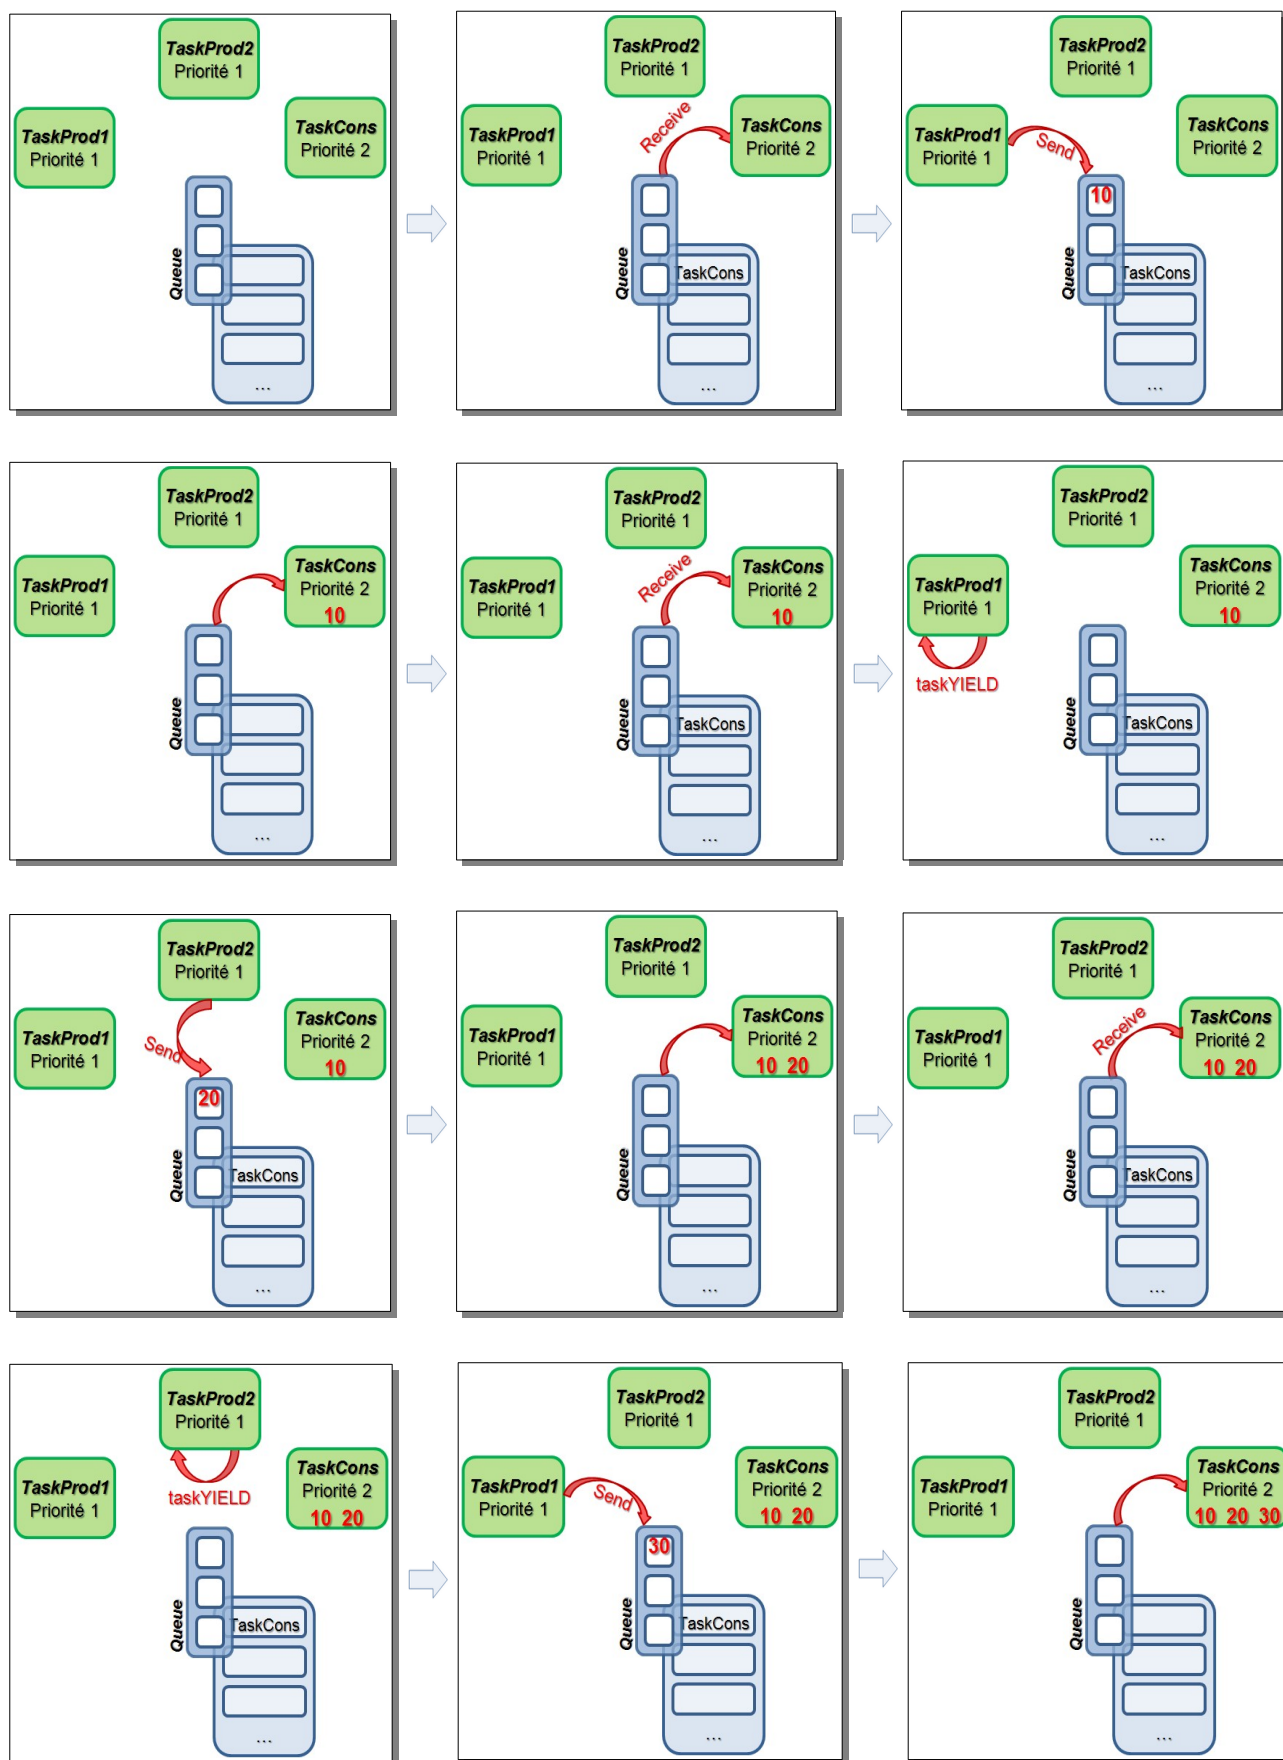 TaskProd2
Priorité 1
TaskProd1
Priorité 1
TaskCons
Priorité 2
Queue
...
TaskProd2
Priorité 1
TaskProd1
Priorité 1
Receive
TaskCons
Priorité 2
Queue
TaskCons
...
TaskProd2
Priorité 1
TaskProd1
Priorité 1
Send
TaskCons
Priorité 2
10
Queue
TaskCons
...
TaskProd2
Priorité 1
TaskProd1
Priorité 1
TaskCons
Priorité 2
10
Queue
...
TaskProd2
Priorité 1
TaskProd1
Priorité 1
Receive
TaskCons
Priorité 2
10
Queue
TaskCons
...
TaskProd2
Priorité 1
TaskProd1
Priorité 1
taskYIELD
TaskCons
Priorité 2
10
Queue
TaskCons
...
TaskProd2
Priorité 1
TaskProd1
Priorité 1
Send
TaskCons
Priorité 2
10
20
Queue
TaskCons
...
TaskProd2
Priorité 1
TaskProd1
Priorité 1
TaskCons
Priorité 2
10 20
Queue
...
TaskProd2
Priorité 1
TaskProd1
Priorité 1
Receive
TaskCons
Priorité 2
10 20
Queue
TaskCons
...
TaskProd2
Priorité 1
taskYIELD
TaskProd1
Priorité 1
TaskCons
Priorité 2
10 20
Queue
TaskCons
...
TaskProd2
Priorité 1
TaskProd1
Priorité 1
Send
TaskCons
Priorité 2
10 20
30
Queue
TaskCons
...
TaskProd2
Priorité 1
TaskProd1
Priorité 1
TaskCons
Priorité 2
10 20 30
Queue
...